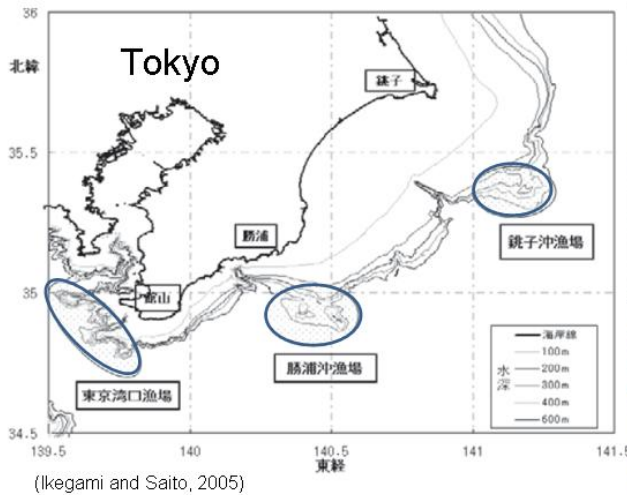 36
北緯
Tokyo
銚子
35.5
勝浦
銚子沖漁場
35
館山
海岸線
100m
200m
水深
300m
400m
600m
勝浦沖漁場
東京湾口漁場
34.5
139.5
140
140.5
141
141.5
東経
(Ikegami and Saito, 2005)